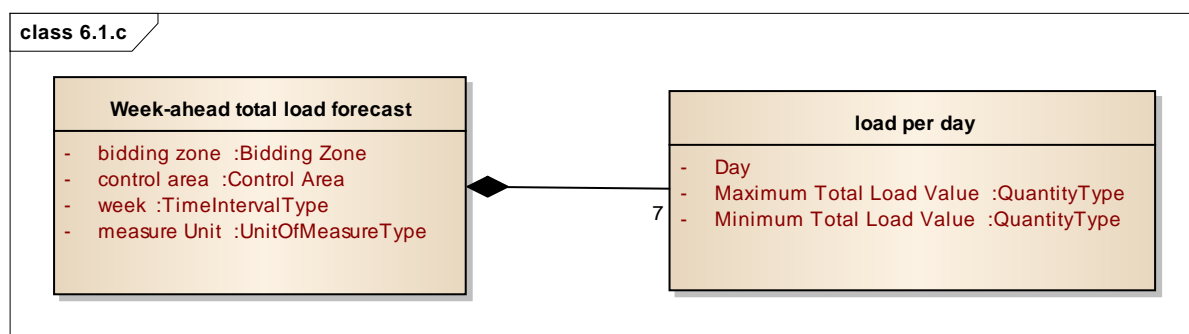 class 6.1.c
Week-ahead total load forecast
- bidding zone :Bidding Zone
- control area :Control Area
- week :TimeIntervalType
- measure Unit :UnitOfMeasureType
7
load per day
- Day
- Maximum Total Load Value :QuantityType
- Minimum Total Load Value :QuantityType